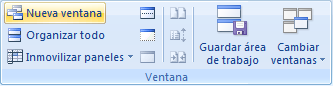 Nueva ventana
Organizar todo
Inmovilizar paneles
Guardar área
de trabajo
Cambiar
ventanas
Ventana